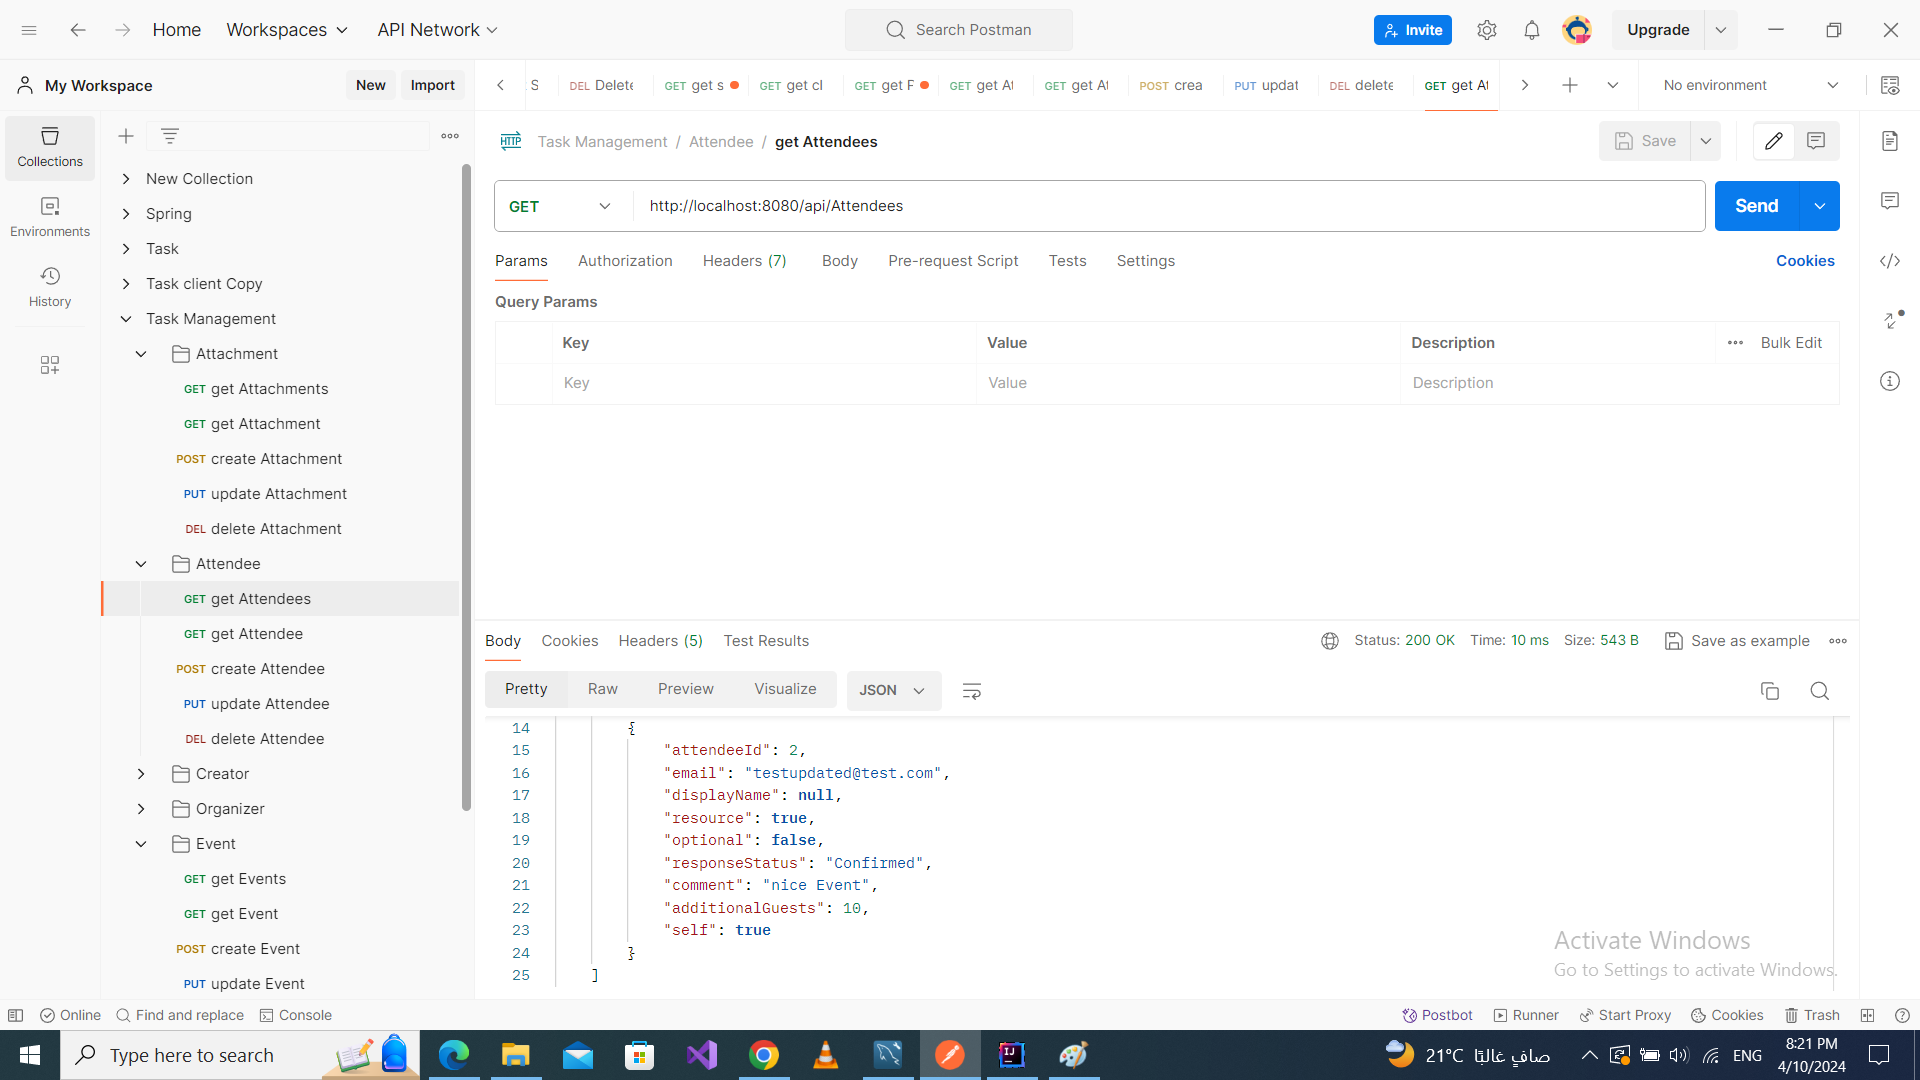 Home
Workspaces
API Network
Search Postman
Invite
Upgrade
My Workspace
New
Import
S
DEL Delete
GET get s
GET get cl
GET get F
GET get At
GET get At
POST crea
PUT updat
DEL delete
GET get At
No environment
Collections
Environments
History
New Collection
Spring
Task
Task client Copy
Task Management
Attachment
GET get Attachments
GET get Attachment
POST create Attachment
PUT update Attachment
DEL delete Attachment
Attendee
GET get Attendees
GET get Attendee
POST create Attendee
PUT update Attendee
DEL delete Attendee
Creator
Organizer
Event
GET get Events
GET get Event
POST create Event
PUT update Event
HTTP Task Management / Attendee / get Attendees
Save
GET
http://localhost:8080/api/Attendees
Send
Params
Authorization
Headers (7)
Body
Pre-request Script
Tests
Settings
Cookies
Query Params
Key
Value
Description
Bulk Edit
Key
Value
Description
Body
Cookies
Headers (5)
Test Results
Status: 200 OK
Time: 10 ms
Size: 543 B
Save as example
Pretty
Raw
Preview
Visualize
JSON
14 {
15 "attendeeId": 2,
16 "email": "testupdated@test.com",
17 "displayName": null,
18 "resource": true,
19 "optional": false,
20 "responseStatus": "Confirmed",
21 "comment": "nice Event",
22 "additionalGuests": 10,
23 "self": true
24 }
25 ]
Activate Windows
Go to Settings to activate Windows.
Online
Find and replace
Console
Postbot
Runner
Start Proxy
Cookies
Trash
Type here to search
21°C صافٍ غالبًا
ENG
8:21 PM
4/10/2024